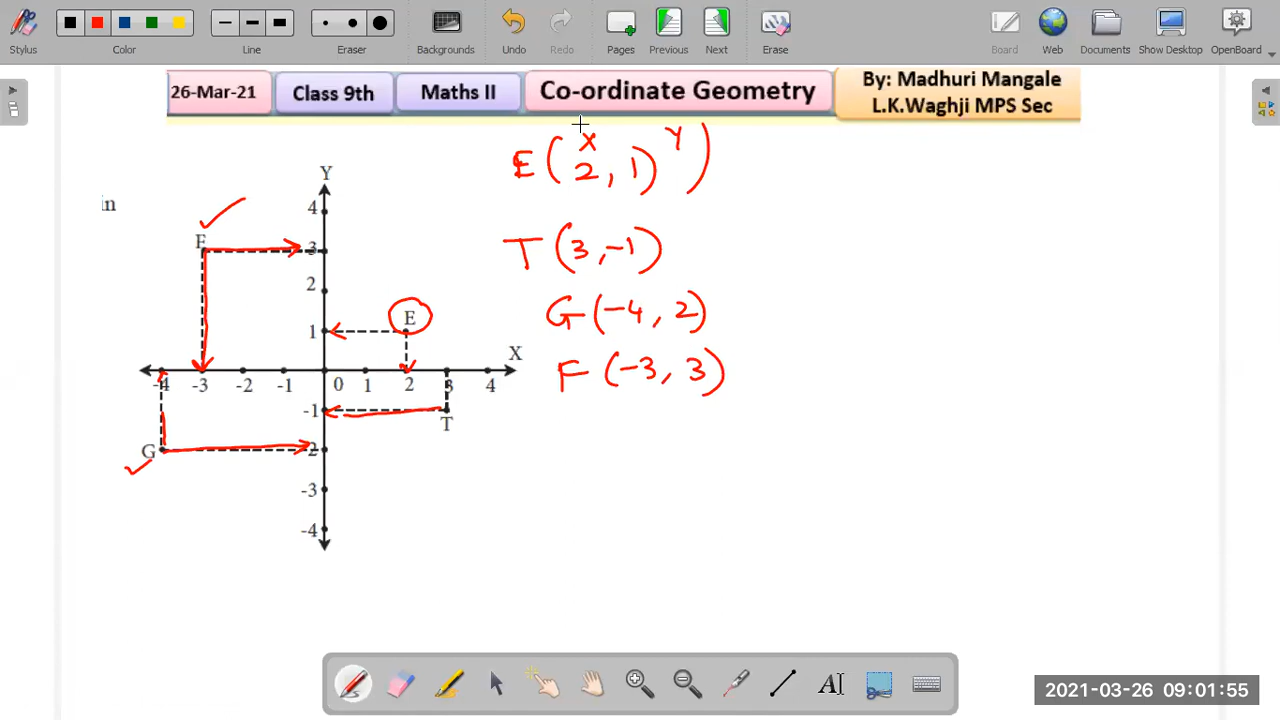 Stylus Color Line Eraser Backgrounds Undo Redo Pages Previous Next Erase Board Web Documents Show Desktop OpenBoard
26-Mar-21 Class 9th Maths II Co-ordinate Geometry By: Madhuri Mangale
L.K.Waghji MPS Sec
x y
E (2, 1))
in
Y
4
F 3
2
E
1
X
-4 -3 -2 -1 0 1 2 3 4
-1
T
G -2
-3
-4
T (3, -1)
G (-4, 2)
F (-3, 3)
2021-03-26 09:01:55